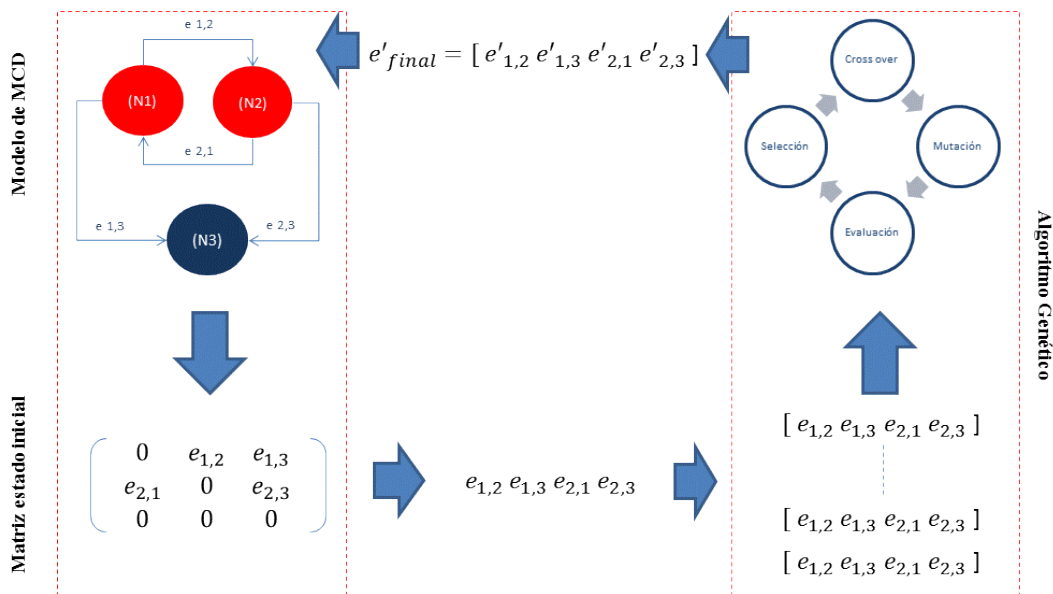 Modelo de MCD
e 1,2
(N1)
(N2)
e 2,1
e 1,3
e 2,3
(N3)
e′final = [ e′1,2 e′1,3 e′2,1 e′2,3 ]
Cross over
Selección
Mutación
Evaluación
Algoritmo Genético
Matriz estado inicial
0 e1,2 e1,3
e2,1 0 e2,3
0 0 0
e1,2 e1,3 e2,1 e2,3
[ e1,2 e1,3 e2,1 e2,3 ]
[ e1,2 e1,3 e2,1 e2,3 ]
[ e1,2 e1,3 e2,1 e2,3 ]